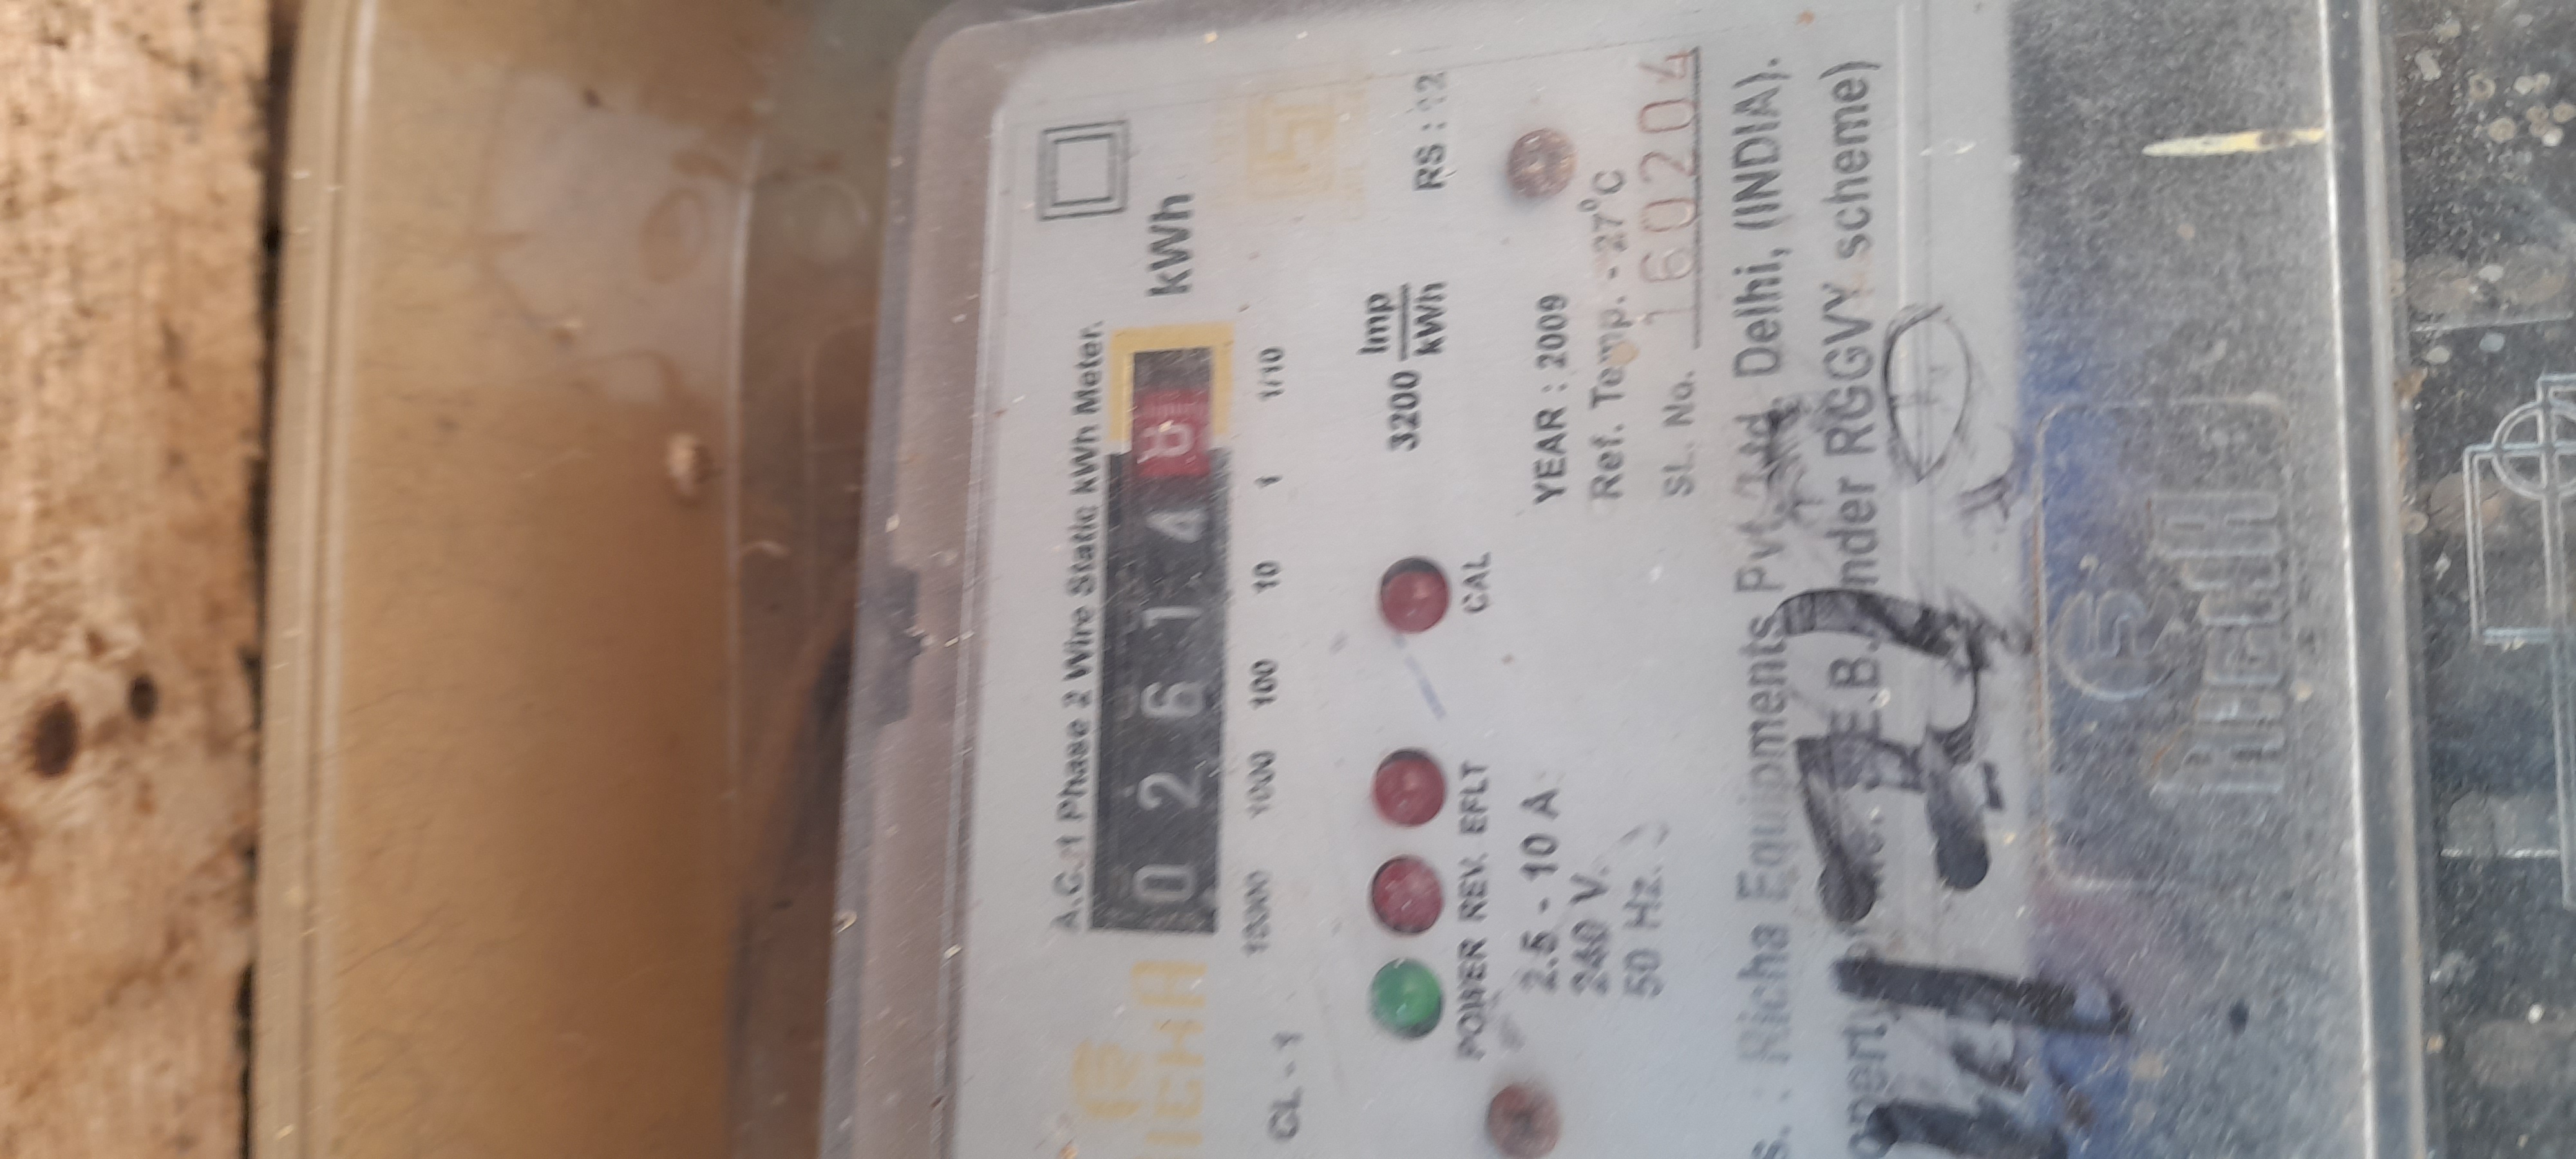 A.C. 1 Phase 2 Wire Static kWh Meter.
0 2 6 1 4 8 kWh
10000 1000 100 10 1 1/10
CL - 1
3200 Imp/kWh
RS :
POWER REV. EFLT CAL
2.5 - 10 A
240 V.
50 Hz.
YEAR : 2009
Ref. Temp. - 27°C
SL. No. 160204
Richa Equipments Pvt. Ltd. Delhi, (INDIA).
E.B. under RGGVY scheme)
RICHA